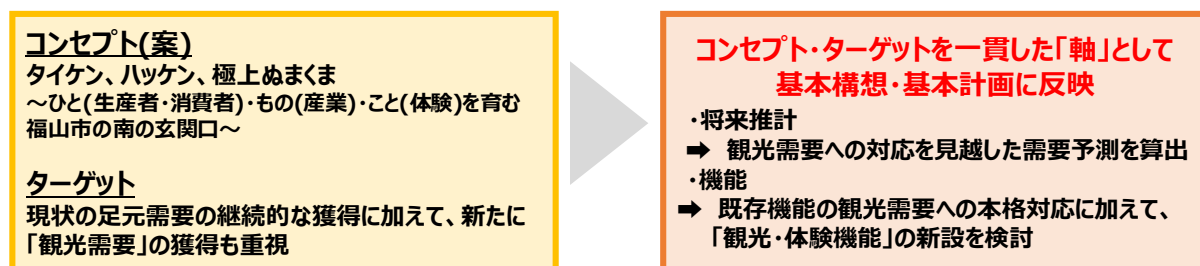 コンセプト(案)
タイケン、ハッケン、極上ぬまくま
～ひと(生産者・消費者)・もの(産業)・こと(体験)を育む
福山市の南の玄関口～
ターゲット
現状の足元需要の継続的な獲得に加えて、新たに
「観光需要」の獲得も重視
コンセプト・ターゲットを一貫した「軸」として
基本構想・基本計画に反映
・将来推計
➡ 観光需要への対応を見越した需要予測を算出
・機能
➡ 既存機能の観光需要への本格対応に加えて、
「観光・体験機能」の新設を検討